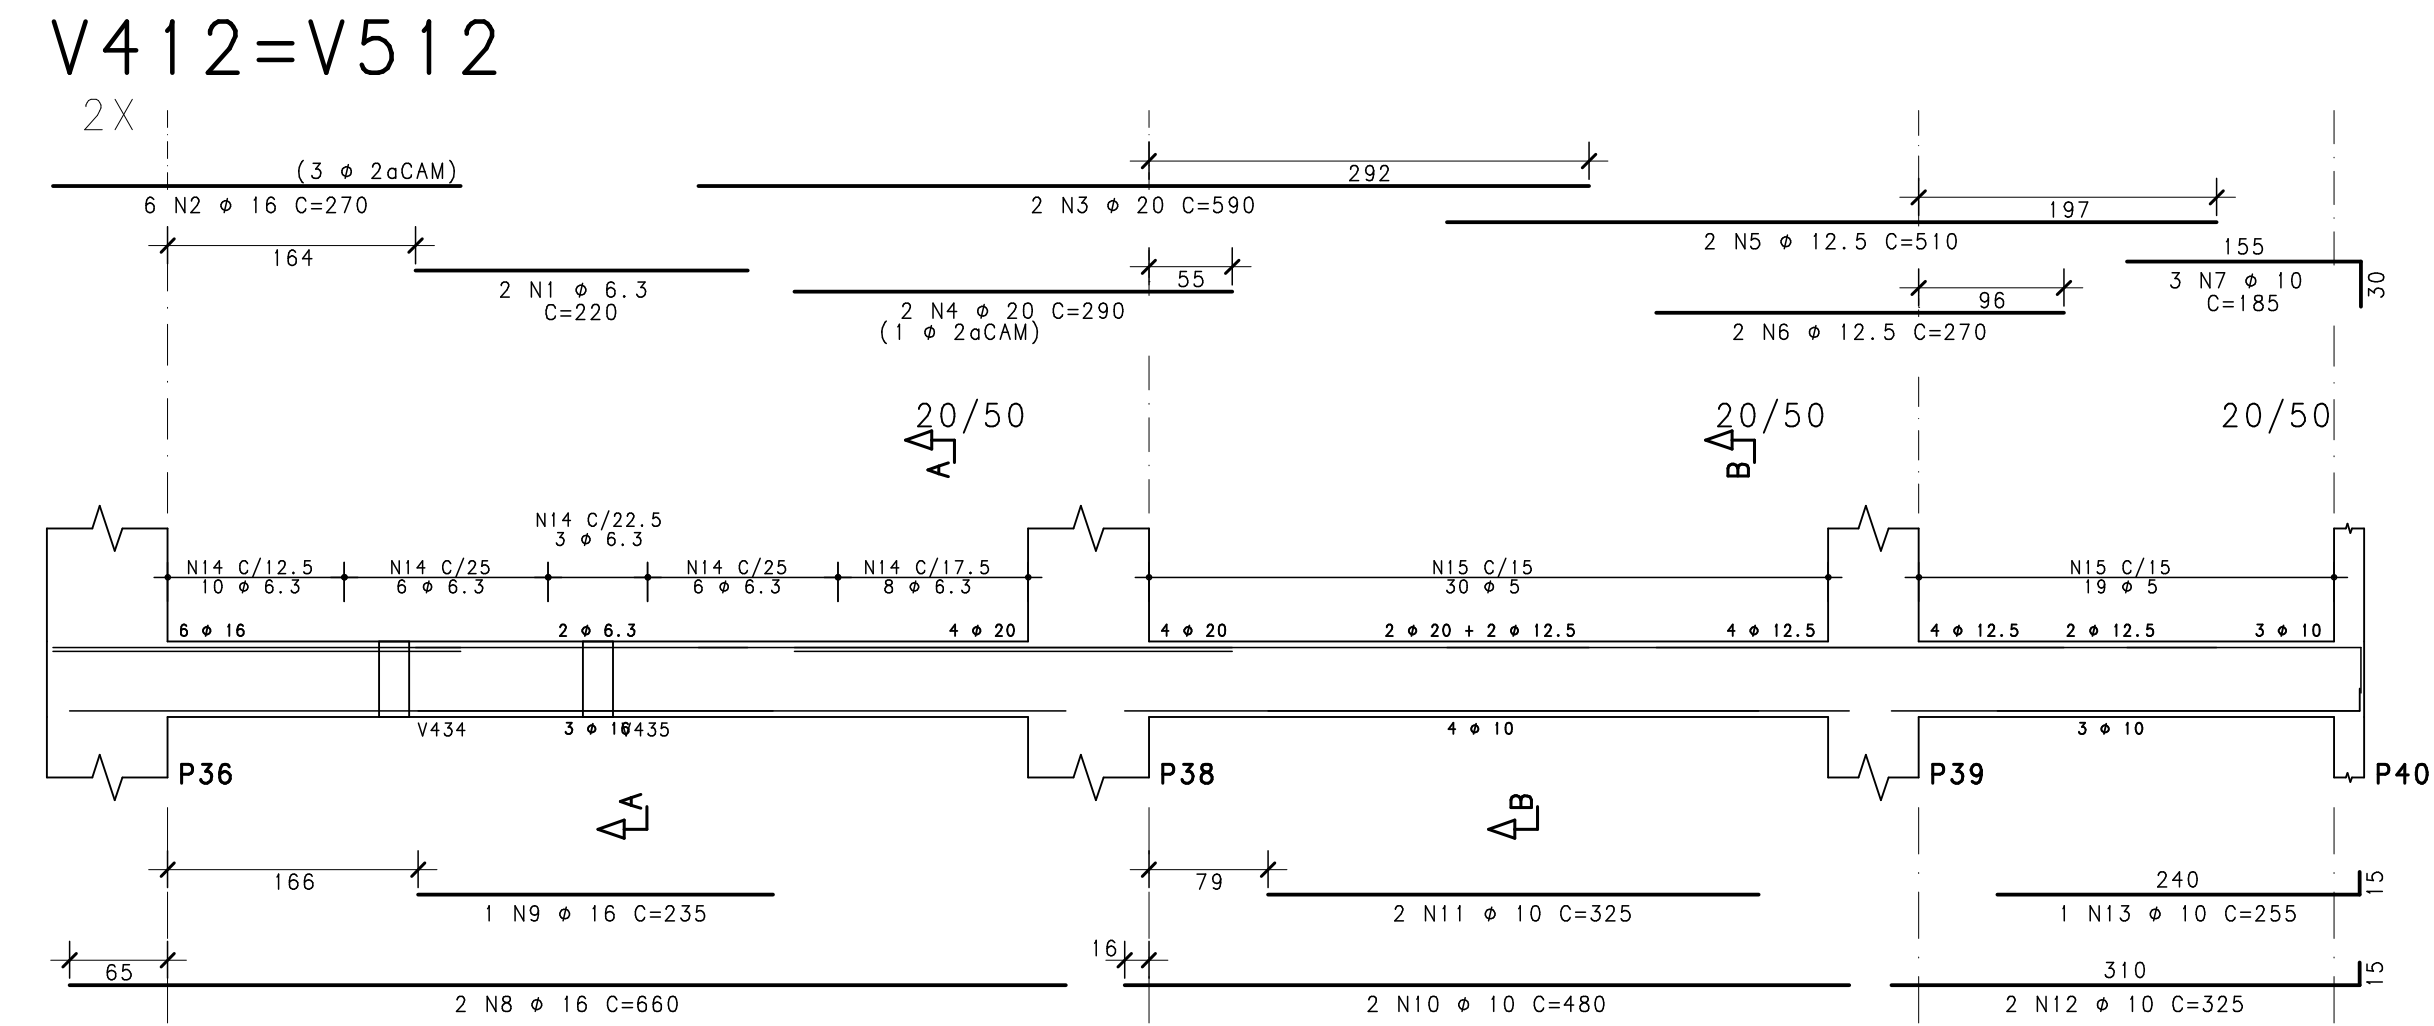 V412=V512
2X
(3 ø 2aCAM)
6 N2 ø 16 C=270
292
2 N3 ø 20 C=590
197
2 N5 ø 12.5 C=510
164
2 N1 ø 6.3
C=220
55
2 N4 ø 20 C=290
(1 ø 2aCAM)
96
2 N6 ø 12.5 C=270
155
3 N7 ø 10
C=185
30
20/50
A
20/50
B
20/50
N14 C/12.5
10 ø 6.3
N14 C/25
6 ø 6.3
N14 C/22.5
3 ø 6.3
N14 C/25
6 ø 6.3
N14 C/17.5
8 ø 6.3
N15 C/15
30 ø 5
N15 C/15
19 ø 5
6 ø 16
2 ø 6.3
4 ø 20
4 ø 20
2 ø 20 + 2 ø 12.5
4 ø 12.5
4 ø 12.5
2 ø 12.5
3 ø 10
V434
3 ø 16
V435
4 ø 10
3 ø 10
P36
P38
P39
P40
A
B
166
1 N9 ø 16 C=235
79
2 N11 ø 10 C=325
240
15
1 N13 ø 10 C=255
65
2 N8 ø 16 C=660
16
2 N10 ø 10 C=480
310
15
2 N12 ø 10 C=325